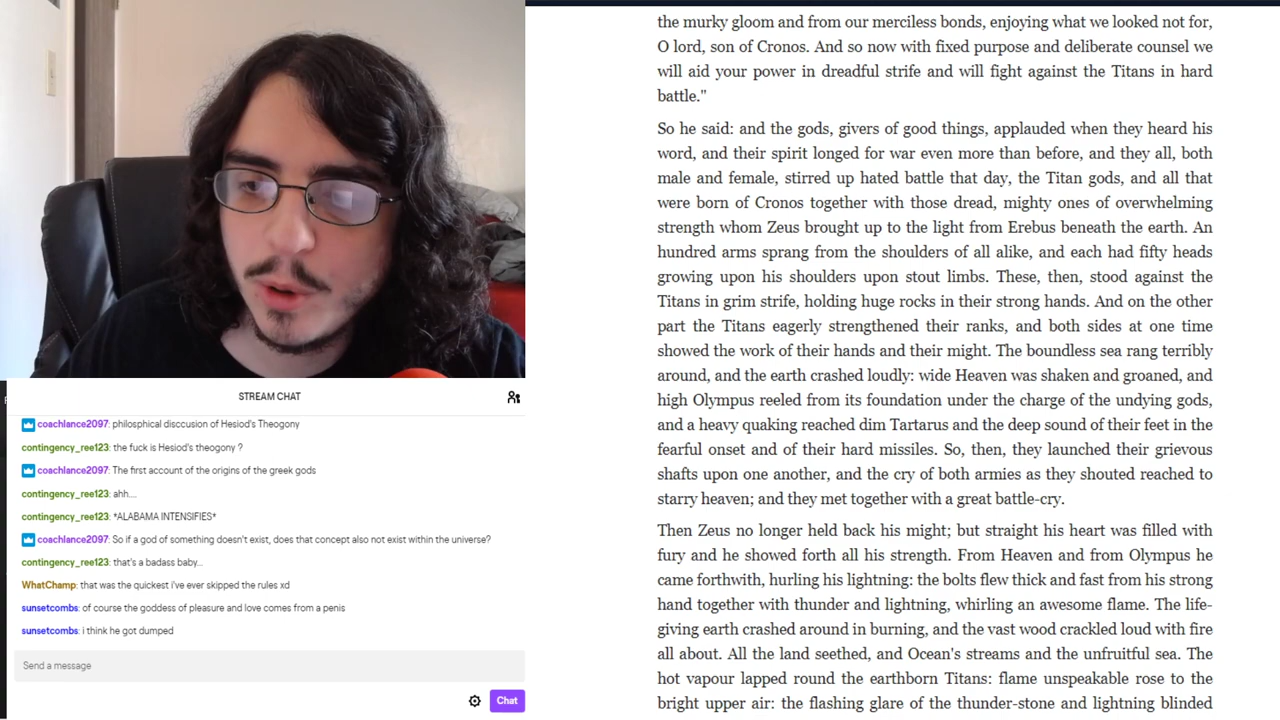 the murky gloom and from our merciless bonds, enjoying what we looked not for,
O lord, son of Cronos. And so now with fixed purpose and deliberate counsel we
will aid your power in dreadful strife and will fight against the Titans in hard
battle."
So he said: and the gods, givers of good things, applauded when they heard his
word, and their spirit longed for war even more than before, and they all, both
male and female, stirred up hated battle that day, the Titan gods, and all that
were born of Cronos together with those dread, mighty ones of overwhelming
strength whom Zeus brought up to the light from Erebus beneath the earth. An
hundred arms sprang from the shoulders of all alike, and each had fifty heads
growing upon his shoulders upon stout limbs. These, then, stood against the
Titans in grim strife, holding huge rocks in their strong hands. And on the other
part the Titans eagerly strengthened their ranks, and both sides at one time
showed the work of their hands and their might. The boundless sea rang terribly
around, and the earth crashed loudly: wide Heaven was shaken and groaned, and
high Olympus reeled from its foundation under the charge of the undying gods,
and a heavy quaking reached dim Tartarus and the deep sound of their feet in the
fearful onset and of their hard missiles. So, then, they launched their grievous
shafts upon one another, and the cry of both armies as they shouted reached to
starry heaven; and they met together with a great battle-cry.
Then Zeus no longer held back his might; but straight his heart was filled with
fury and he showed forth all his strength. From Heaven and from Olympus he
came forthwith, hurling his lightning: the bolts flew thick and fast from his strong
hand together with thunder and lightning, whirling an awesome flame. The life-
giving earth crashed around in burning, and the vast wood crackled loud with fire
all about. All the land seethed, and Ocean's streams and the unfruitful sea. The
hot vapour lapped round the earthborn Titans: flame unspeakable rose to the
bright upper air: the flashing glare of the thunder-stone and lightning blinded
STREAM CHAT
coachlance2097: philosphical disccusion of Hesiod's Theogony
contingency_ree123: the fuck is Hesiod's theogony ?
coachlance2097: The first account of the origins of the greek gods
contingency_ree123: ahh....
contingency_ree123: *ALABAMA INTENSIFIES*
coachlance2097: So if a god of something doesn't exist, does that concept also not exist within the universe?
contingency_ree123: that's a badass baby...
WhatChamp: that was the quickest i've ever skipped the rules xd
sunsetcombs: of course the goddess of pleasure and love comes from a penis
sunsetcombs: i think he got dumped
Send a message
Chat